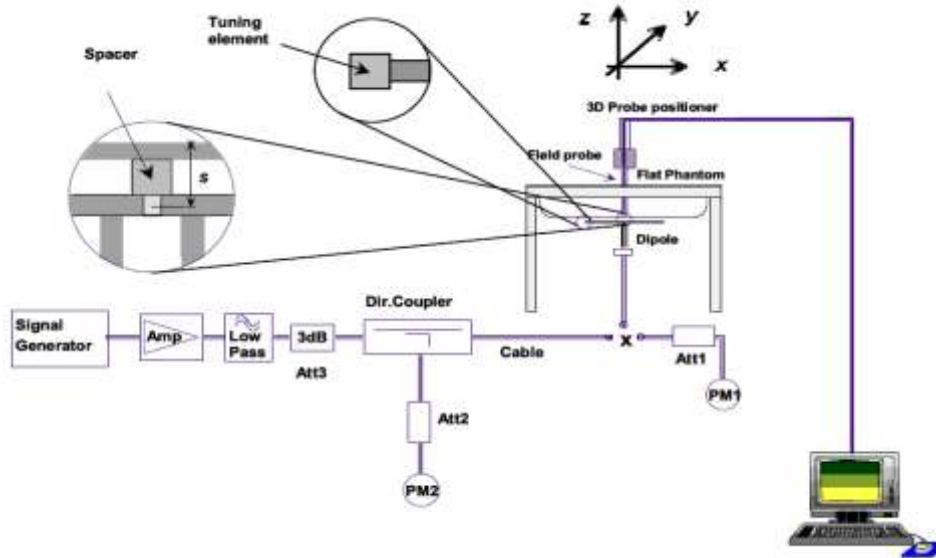 Tuning
element
Spacer
s
z
y
x
3D Probe positioner
Field probe
Flat Phantom
Dipole
Signal
Generator
Amp
Low
Pass
3dB
Att3
Dir.Coupler
Cable
x
Att1
PM1
Att2
PM2